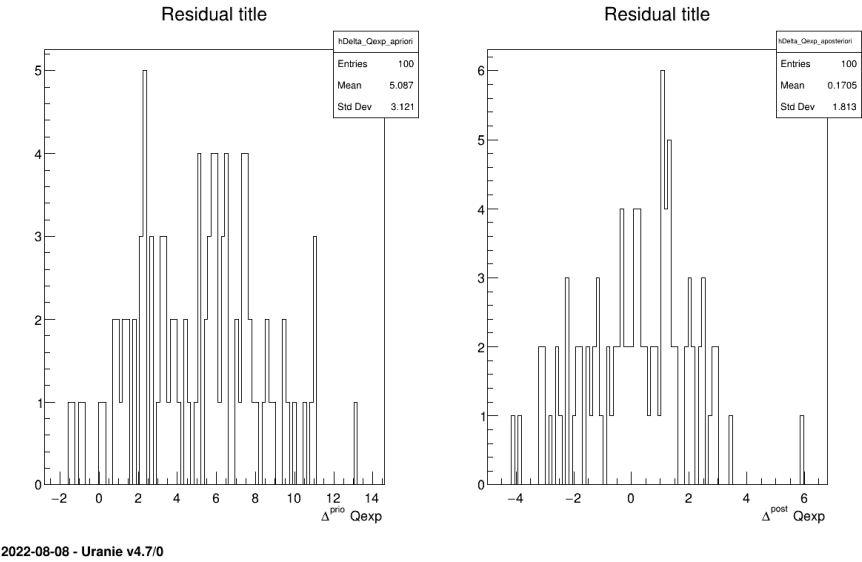 Residual title
hDelta_Qexp_apriori
Entries 100
Mean 5.087
Std Dev 3.121
5
4
3
2
1
0
−2 0 2 4 6 8 10 12 14
Δprio Qexp
Residual title
hDelta_Qexp_aposteriori
Entries 100
Mean 0.1705
Std Dev 1.813
6
5
4
3
2
1
0
−4 −2 0 2 4 6
Δpost Qexp
2022-08-08 - Uranie v4.7/0